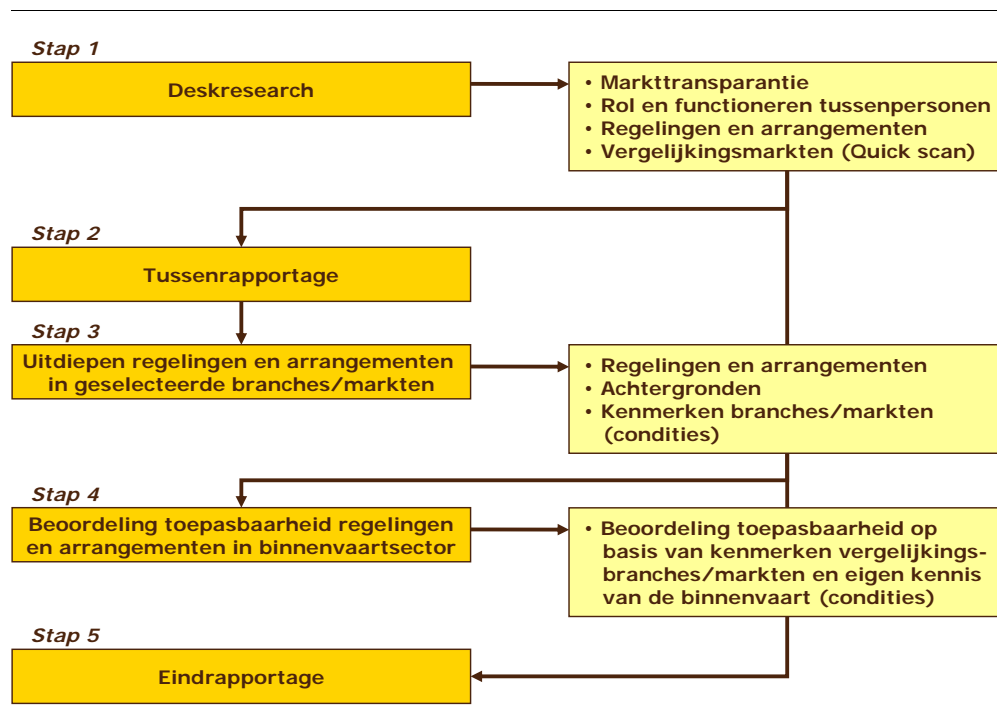 Stap 1
Deskresearch
• Markttransparantie
• Rol en functioneren tussenpersonen
• Regelingen en arrangementen
• Vergelijkingsmarkten (Quick scan)
Stap 2
Tussenrapportage
Stap 3
Uitdiepen regelingen en arrangementen
in geselecteerde branches/markten
• Regelingen en arrangementen
• Achtergronden
• Kenmerken branches/markten
(condities)
Stap 4
Beoordeling toepasbaarheid regelingen
en arrangementen in binnenvaartsector
• Beoordeling toepasbaarheid op
basis van kenmerken vergelijkings-
branches/markten en eigen kennis
van de binnenvaart (condities)
Stap 5
Eindrapportage